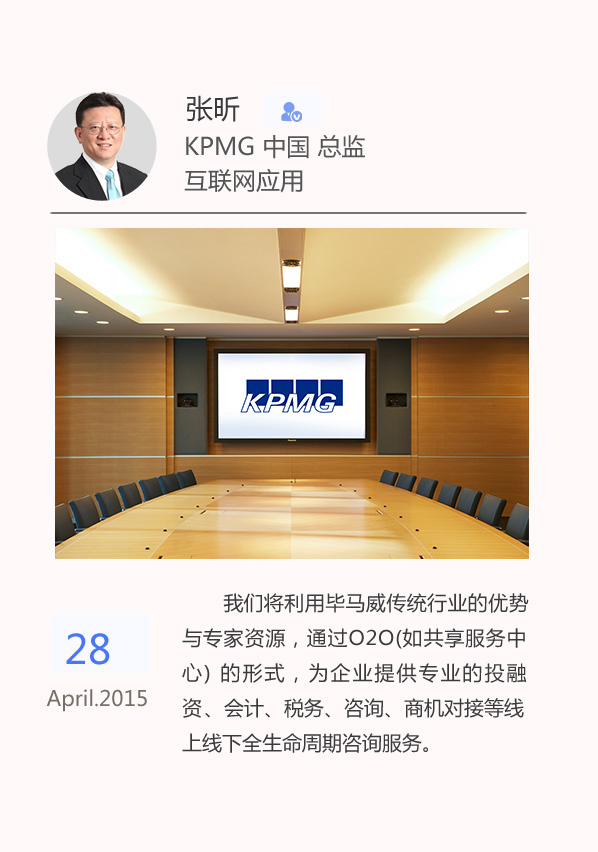 张昕
KPMG 中国 总监
互联网应用
KPMG
我们将利用毕马威传统行业的优势
与专家资源，通过O2O(如共享服务中
心) 的形式，为企业提供专业的投融
资、会计、税务、咨询、商机对接等线
上线下全生命周期咨询服务。
28
April.2015